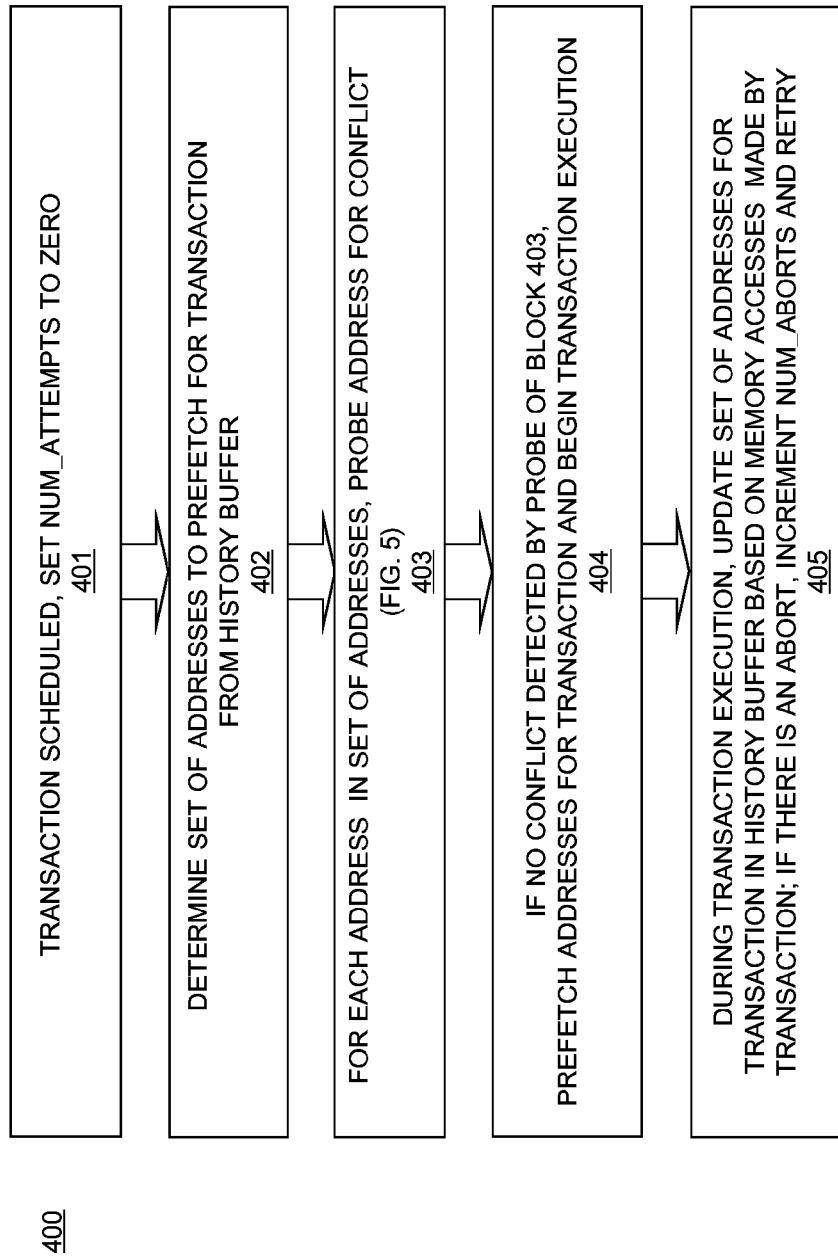 400
TRANSACTION SCHEDULED, SET NUM_ATTEMPTS TO ZERO
401
DETERMINE SET OF ADDRESSES TO PREFETCH FOR TRANSACTION
FROM HISTORY BUFFER
402
FOR EACH ADDRESS IN SET OF ADDRESSES, PROBE ADDRESS FOR CONFLICT
(FIG. 5)
403
IF NO CONFLICT DETECTED BY PROBE OF BLOCK 403,
PREFETCH ADDRESSES FOR TRANSACTION AND BEGIN TRANSACTION EXECUTION
404
DURING TRANSACTION EXECUTION, UPDATE SET OF ADDRESSES FOR
TRANSACTION IN HISTORY BUFFER BASED ON MEMORY ACCESSES MADE BY
TRANSACTION; IF THERE IS AN ABORT, INCREMENT NUM_ABORTS AND RETRY
405